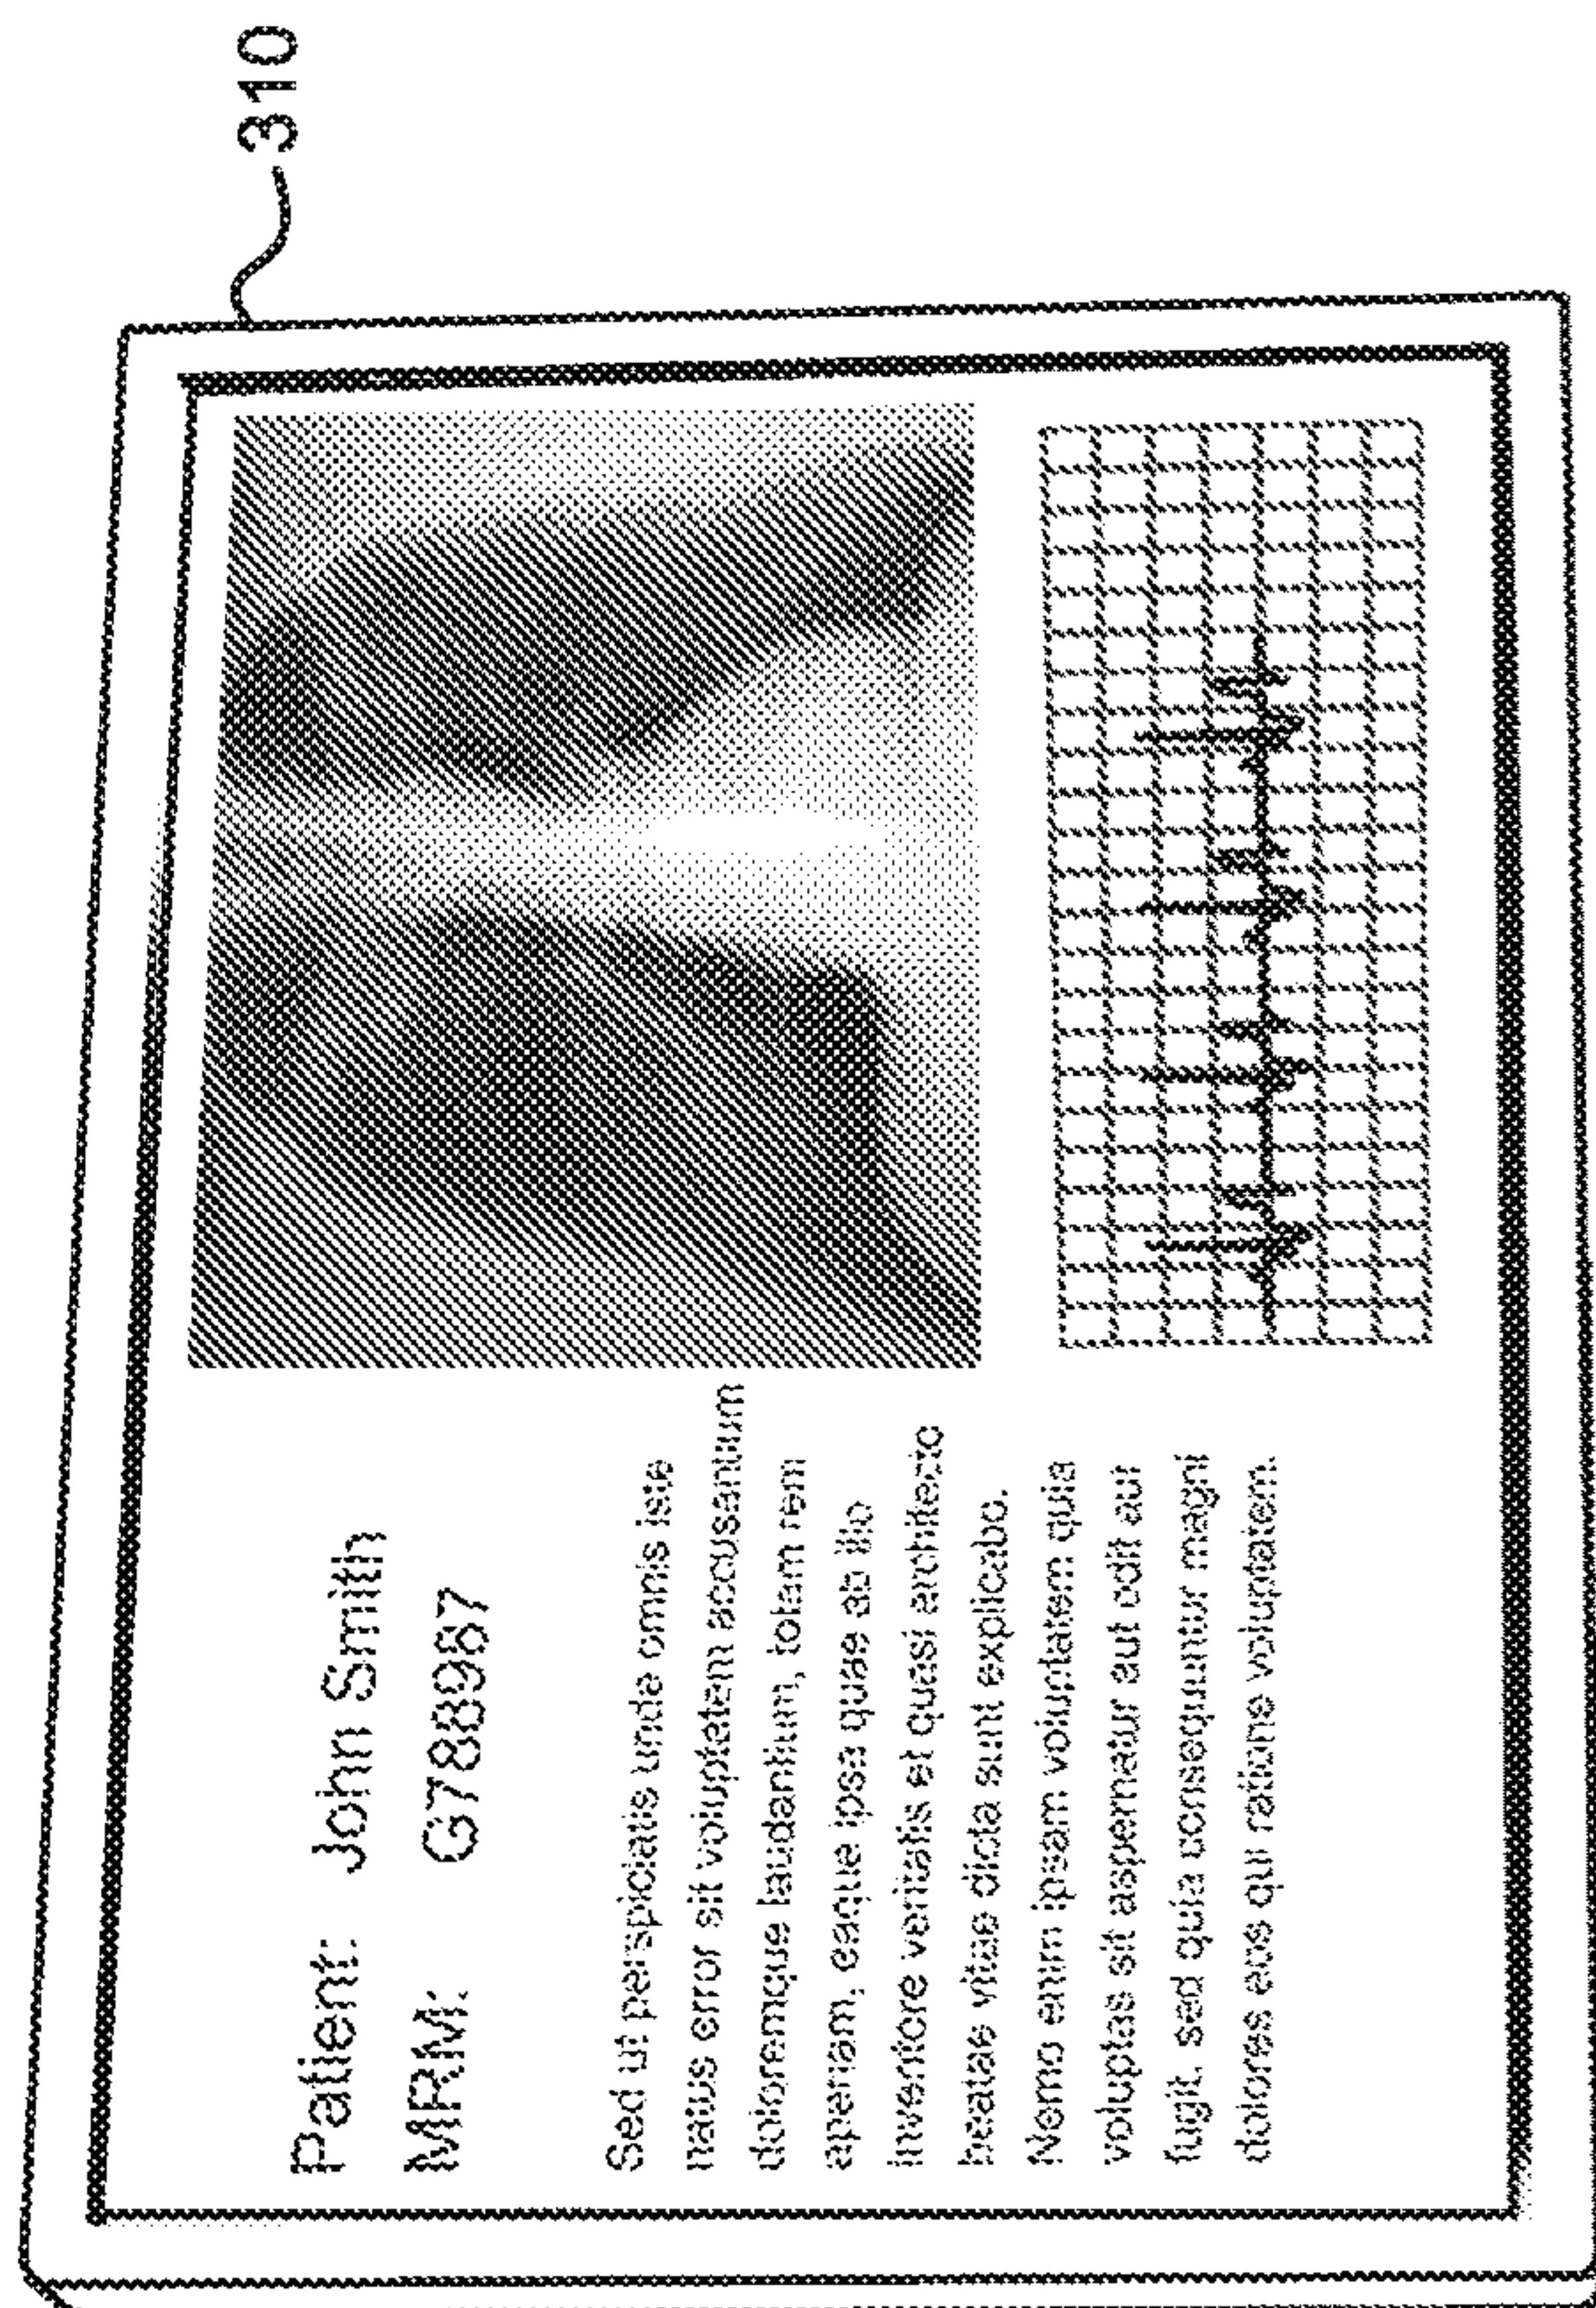 310
Patient: John Smith
MRM: G788987
Sed ut perspiciatis unde omnis iste
natus error sit voluptatem accusantium
doloremque laudantium, totam rem
aperiam, eaque ipsa quae ab illo
inventore veritatis et quasi architecto
beatae vitae dicta sunt explicabo.
Nemo enim ipsam voluptatem quia
voluptas sit aspernatur aut odit aut
fugit, sed quia consequuntur magni
dolores eos qui ratione voluptatem.